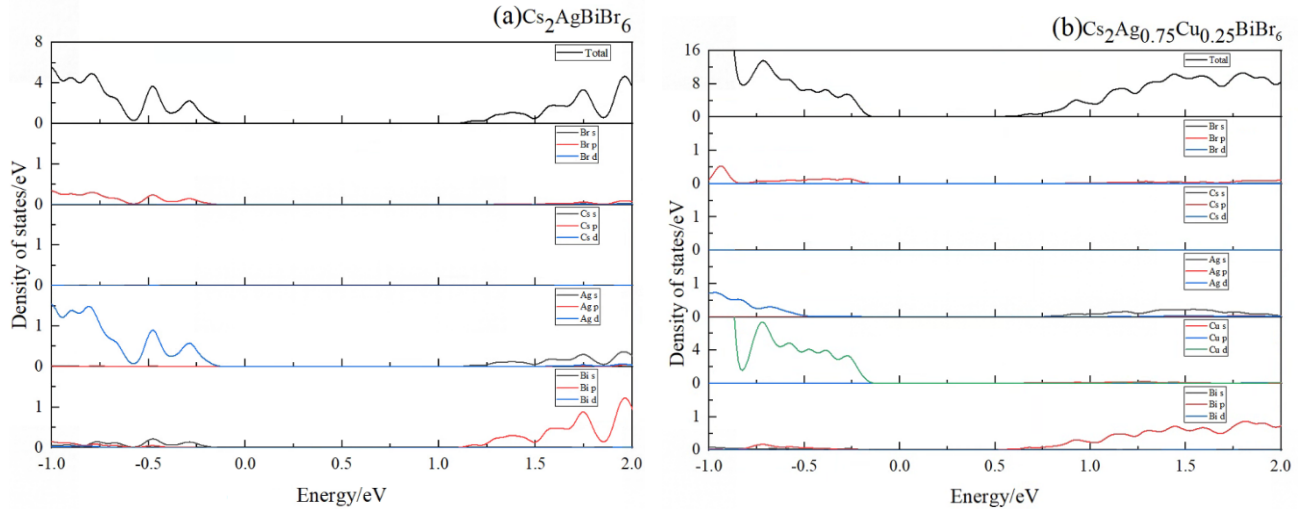 (a)Cs2AgBiBr6
8
4
0
Total
1
0
Br s
Br p
Br d
1
0
Cs s
Cs p
Cs d
1
0
Ag s
Ag p
Ag d
1
0
Bi s
Bi p
Bi d
-1.0 -0.5 0.0 0.5 1.0 1.5 2.0
Energy/eV
Density of states/eV
(b)Cs2Ag0.75Cu0.25BiBr6
16
12
8
4
0
Total
1
0
Br s
Br p
Br d
1
0
Cs s
Cs p
Cs d
1
0
Ag s
Ag p
Ag d
4
0
Cu s
Cu p
Cu d
1
0
Bi s
Bi p
Bi d
-1.0 -0.5 0.0 0.5 1.0 1.5 2.0
Energy/eV
Density of states/eV